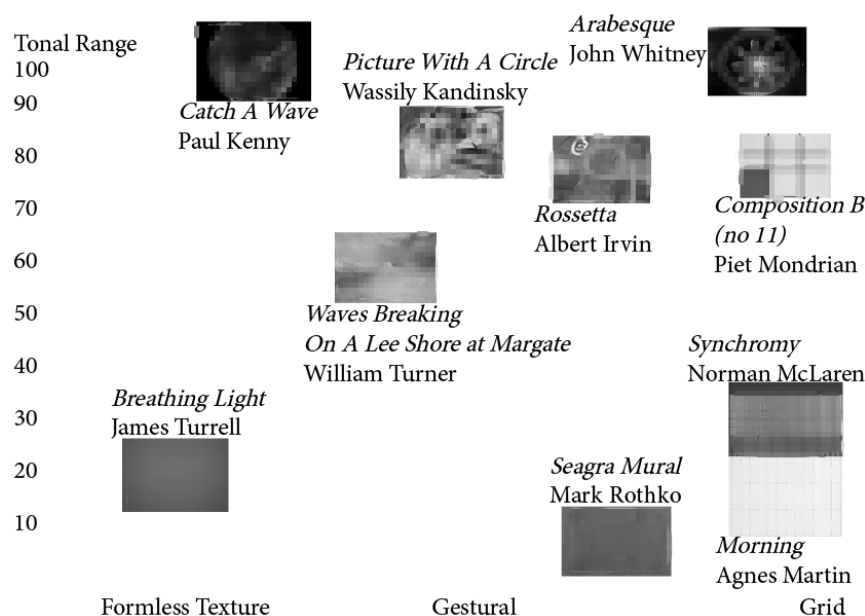 Tonal Range
100
90
80
70
60
50
40
30
20
10
Catch A Wave
Paul Kenny
Picture With A Circle
Wassily Kandinsky
Arabesque
John Whitney
Rossetta
Albert Irvin
Composition B
(no 11)
Piet Mondrian
Waves Breaking
On A Lee Shore at Margate
William Turner
Synchromy
Norman McLaren
Breathing Light
James Turrell
Seagra Mural
Mark Rothko
Morning
Agnes Martin
Formless Texture
Gestural
Grid